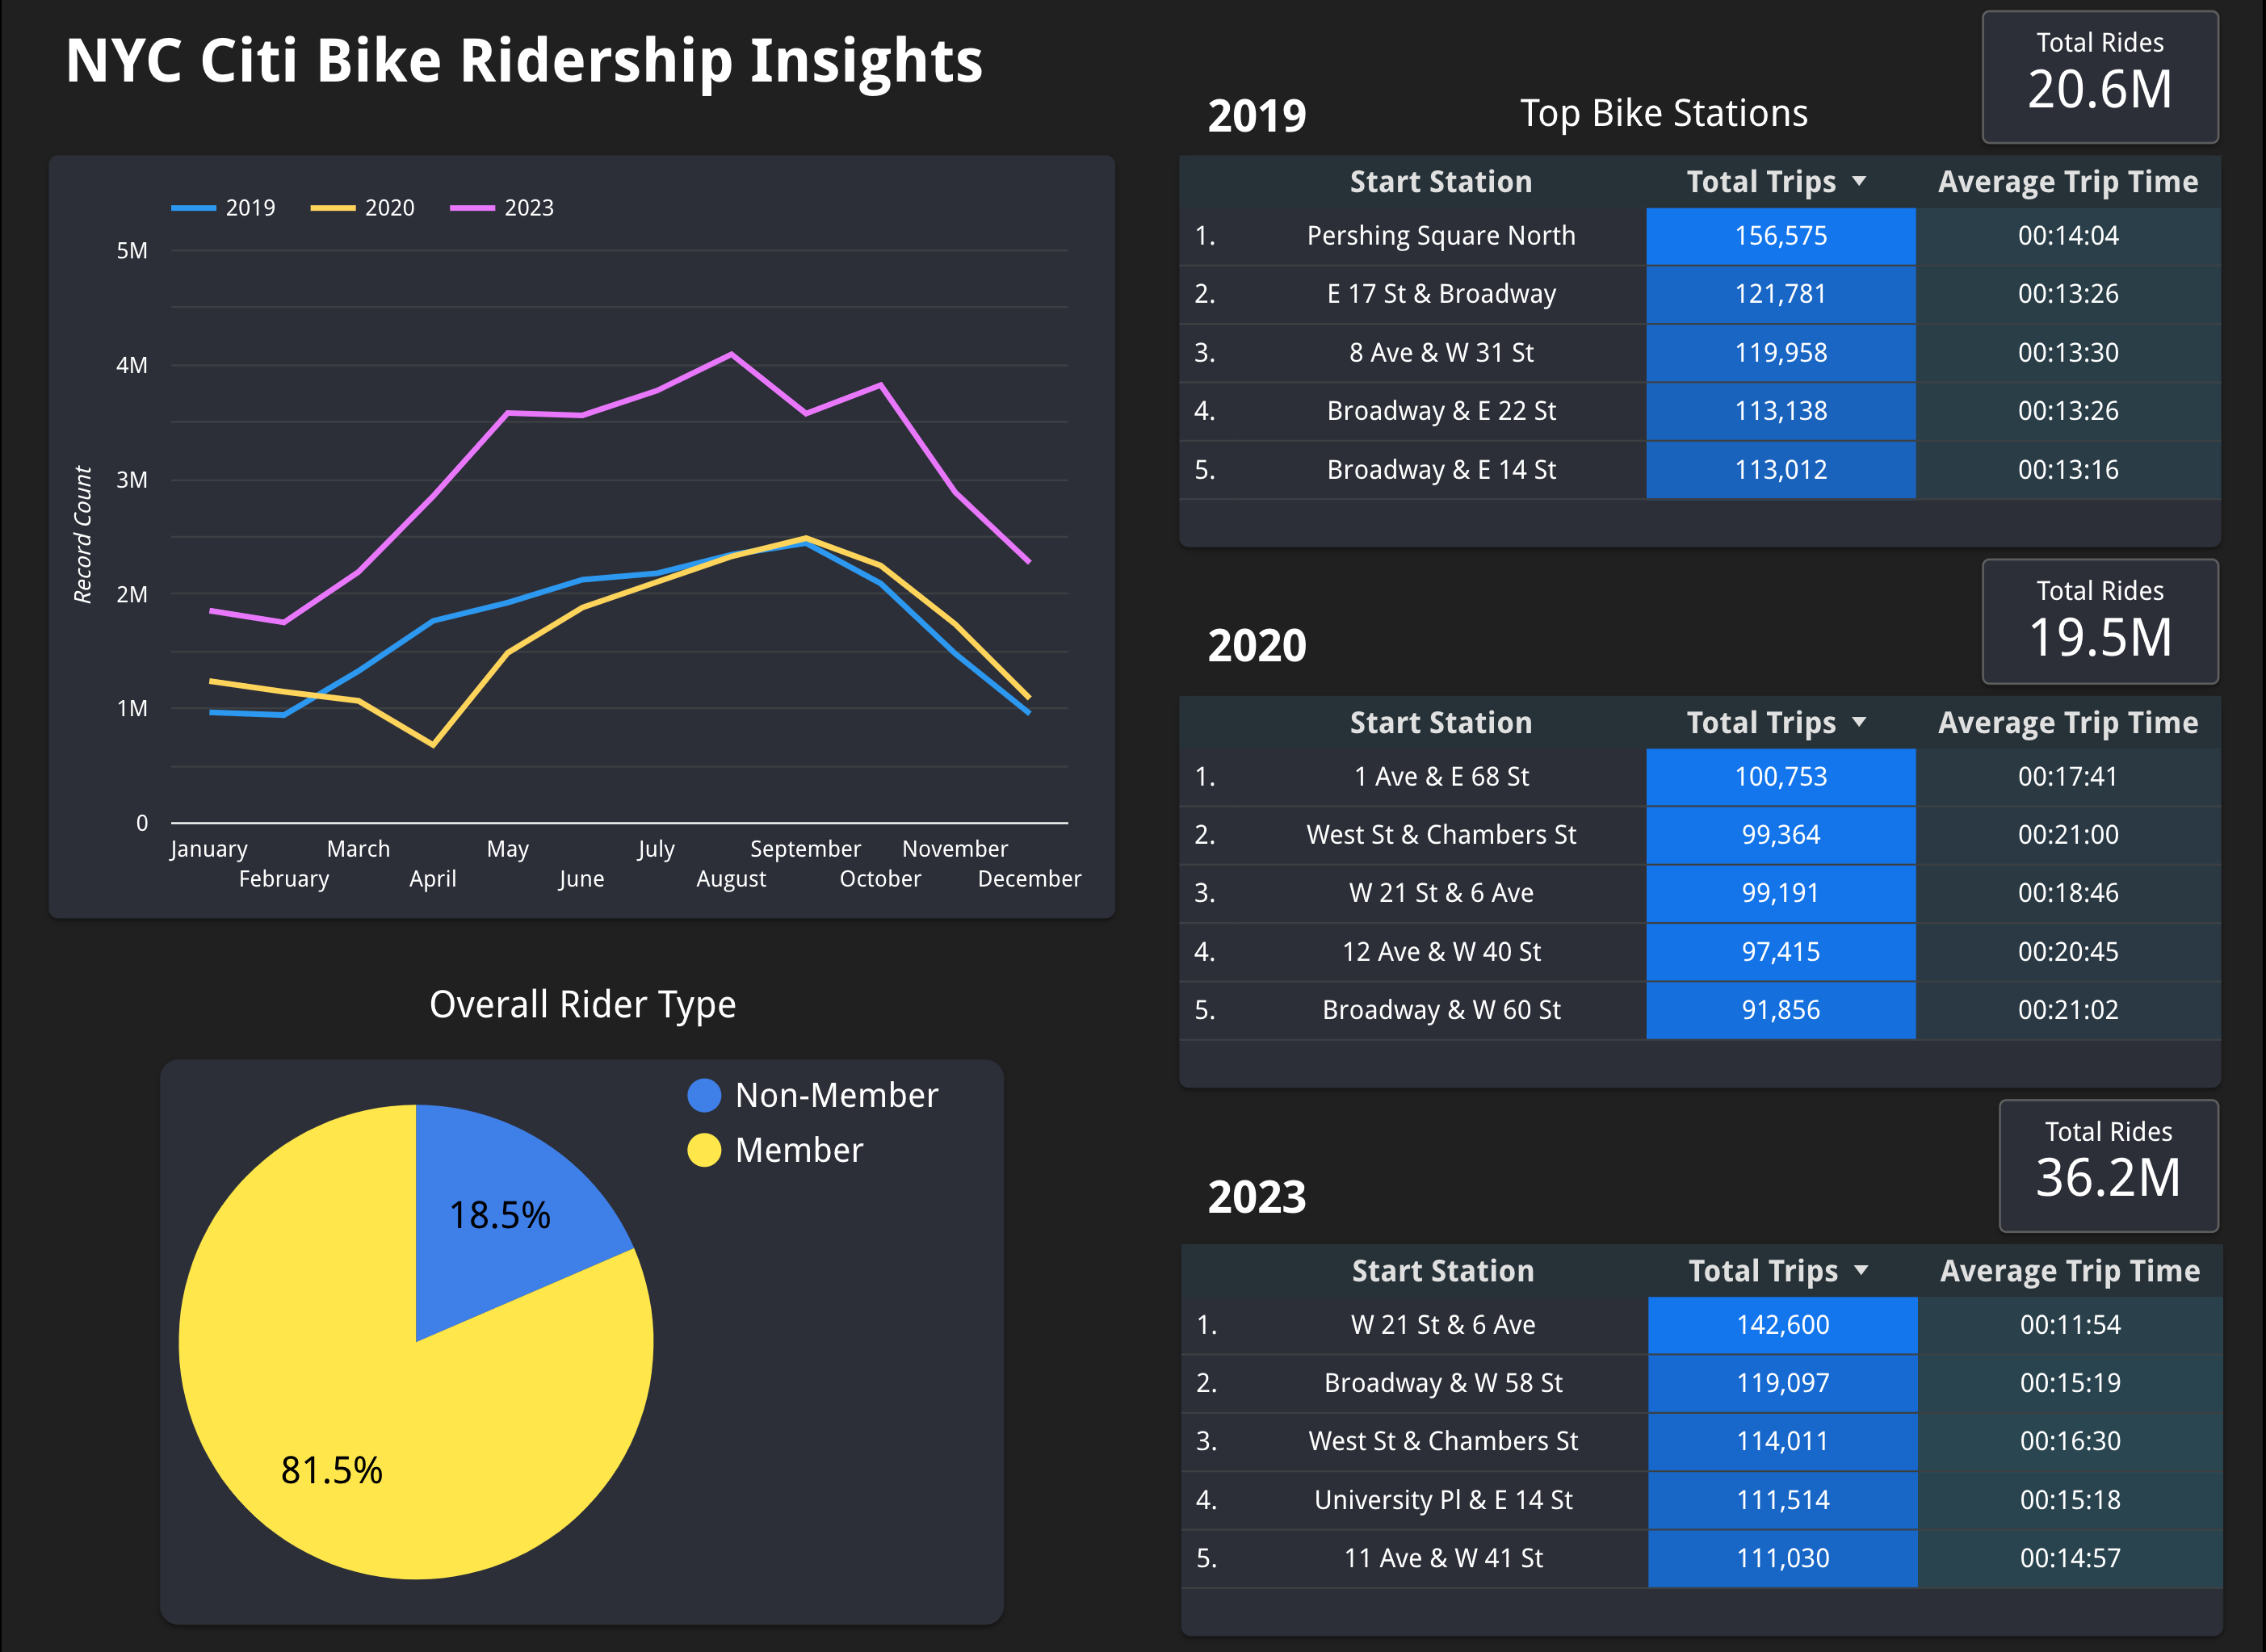 NYC Citi Bike Ridership Insights
2019 2020 2023
5M
4M
3M
2M
1M
0
Record Count
January March May July September November
February April June August October December
Overall Rider Type
Non-Member
Member
18.5%
81.5%
Total Rides
20.6M
2019 Top Bike Stations
Start Station Total Trips Average Trip Time
1. Pershing Square North 156,575 00:14:04
2. E 17 St & Broadway 121,781 00:13:26
3. 8 Ave & W 31 St 119,958 00:13:30
4. Broadway & E 22 St 113,138 00:13:26
5. Broadway & E 14 St 113,012 00:13:16
Total Rides
19.5M
2020
Start Station Total Trips Average Trip Time
1. 1 Ave & E 68 St 100,753 00:17:41
2. West St & Chambers St 99,364 00:21:00
3. W 21 St & 6 Ave 99,191 00:18:46
4. 12 Ave & W 40 St 97,415 00:20:45
5. Broadway & W 60 St 91,856 00:21:02
Total Rides
36.2M
2023
Start Station Total Trips Average Trip Time
1. W 21 St & 6 Ave 142,600 00:11:54
2. Broadway & W 58 St 119,097 00:15:19
3. West St & Chambers St 114,011 00:16:30
4. University Pl & E 14 St 111,514 00:15:18
5. 11 Ave & W 41 St 111,030 00:14:57